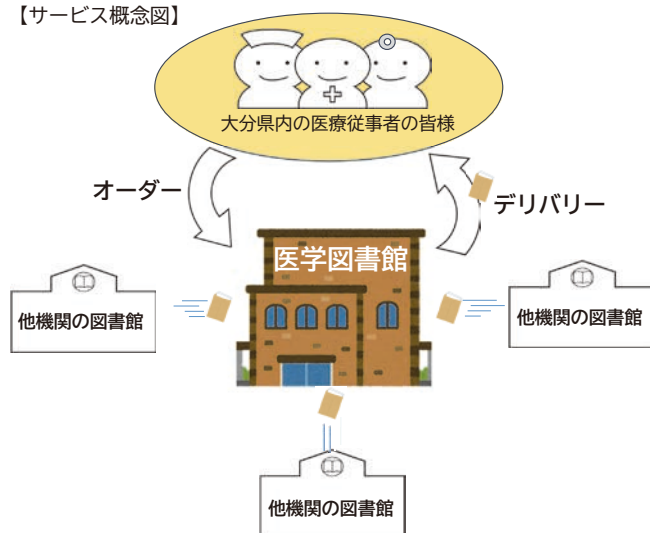 【サービス概念図】
大分県内の医療従事者の皆様
オーダー
デリバリー
医学図書館
他機関の図書館
他機関の図書館
他機関の図書館